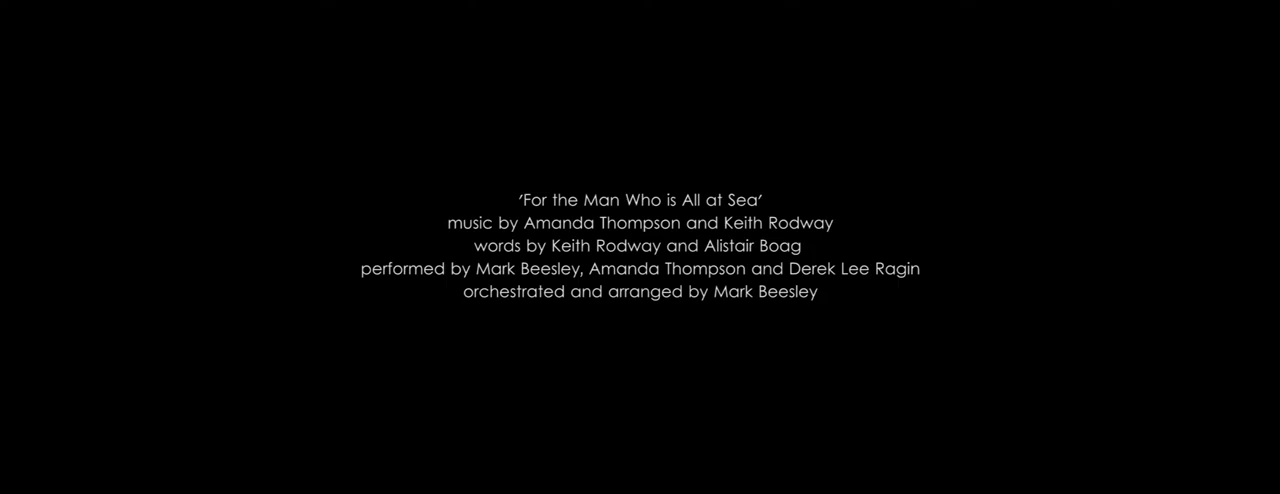 'For the Man Who is All at Sea'
music by Amanda Thompson and Keith Rodway
words by Keith Rodway and Alistair Boag
performed by Mark Beesley, Amanda Thompson and Derek Lee Ragin
orchestrated and arranged by Mark Beesley